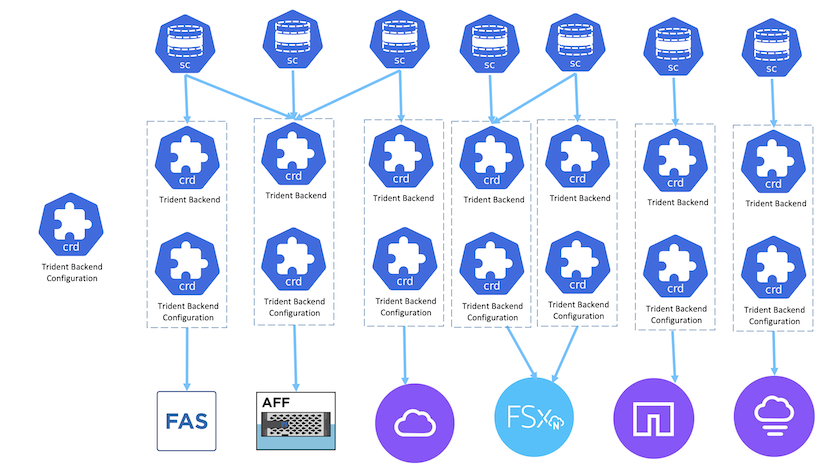 sc
sc
sc
sc
sc
sc
sc
crd
Trident Backend
crd
Trident Backend
crd
Trident Backend
crd
Trident Backend
crd
Trident Backend
crd
Trident Backend
crd
Trident Backend
crd
Trident Backend
Configuration
crd
Trident Backend
Configuration
crd
Trident Backend
Configuration
crd
Trident Backend
Configuration
crd
Trident Backend
Configuration
crd
Trident Backend
Configuration
crd
Trident Backend
Configuration
crd
Trident Backend
Configuration
FAS
AFF
FSxN